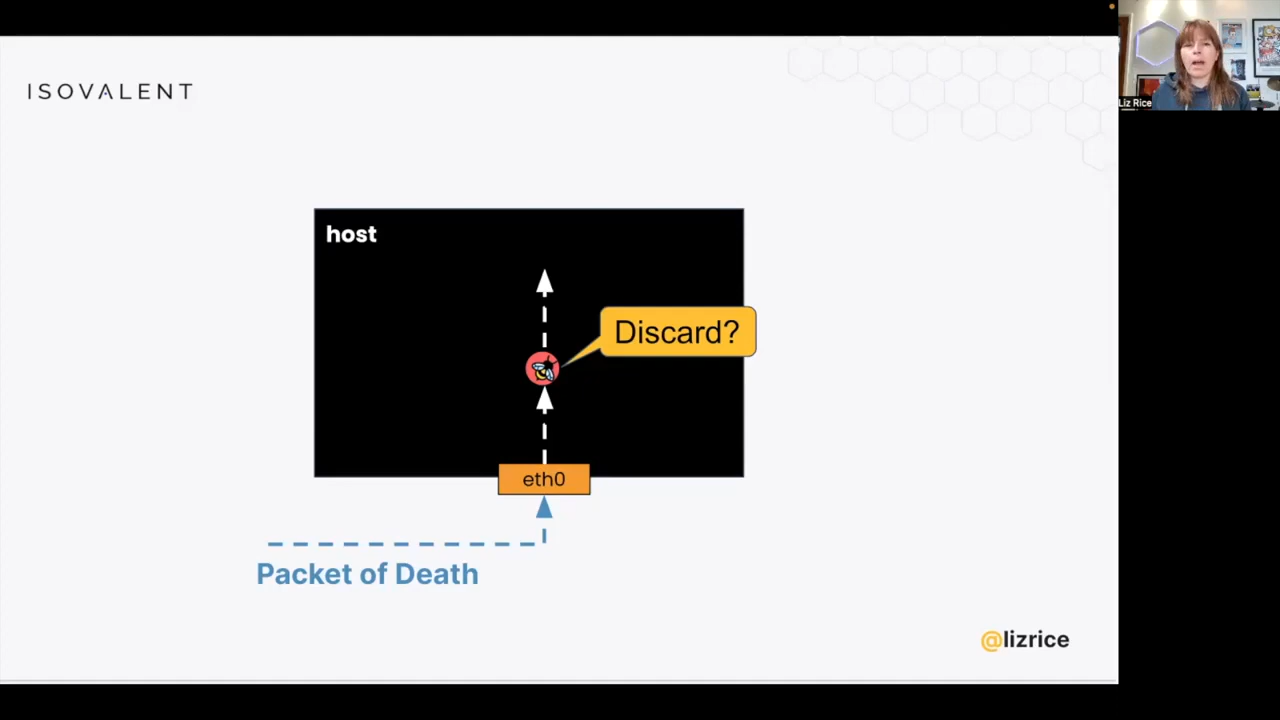 ISOVALENT
Liz Rice
host
Discard?
eth0
Packet of Death
@lizrice